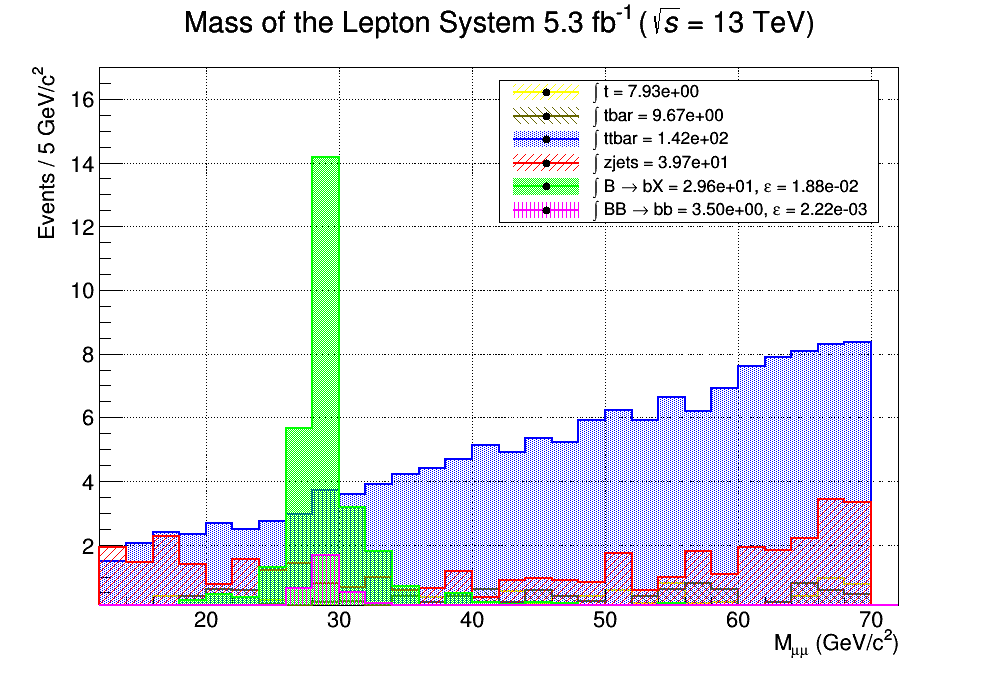 Mass of the Lepton System 5.3 fb⁻¹ (√s = 13 TeV)
Events / 5 GeV/c²
16
14
12
10
8
6
4
2
∫ t = 7.93e+00
∫ tbar = 9.67e+00
∫ ttbar = 1.42e+02
∫ zjets = 3.97e+01
∫ B → bX = 2.96e+01, ε = 1.88e-02
∫ BB → bb = 3.50e+00, ε = 2.22e-03
20 30 40 50 60 70
M_μμ (GeV/c²)